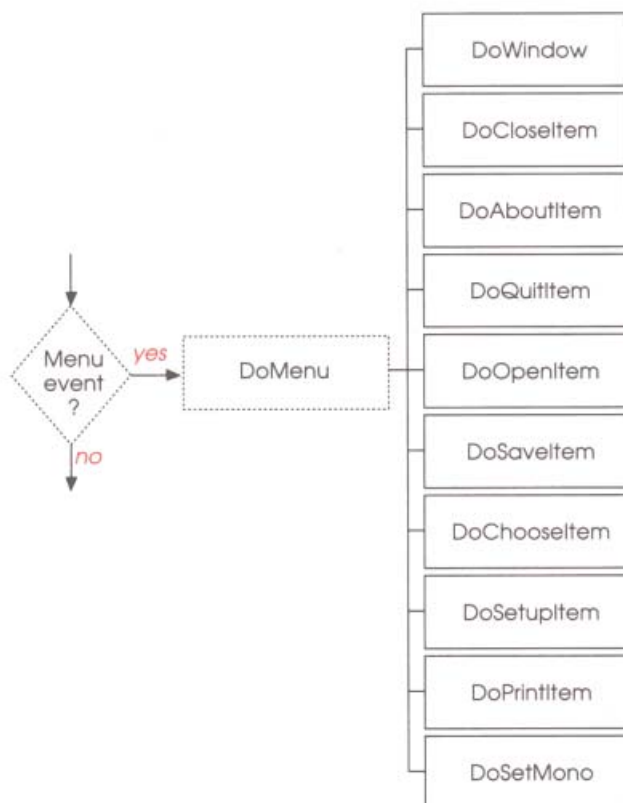 Menu
event
?
yes
no
DoMenu
DoWindow
DoCloseItem
DoAboutItem
DoQuitItem
DoOpenItem
DoSaveItem
DoChooseItem
DoSetupItem
DoPrintItem
DoSetMono